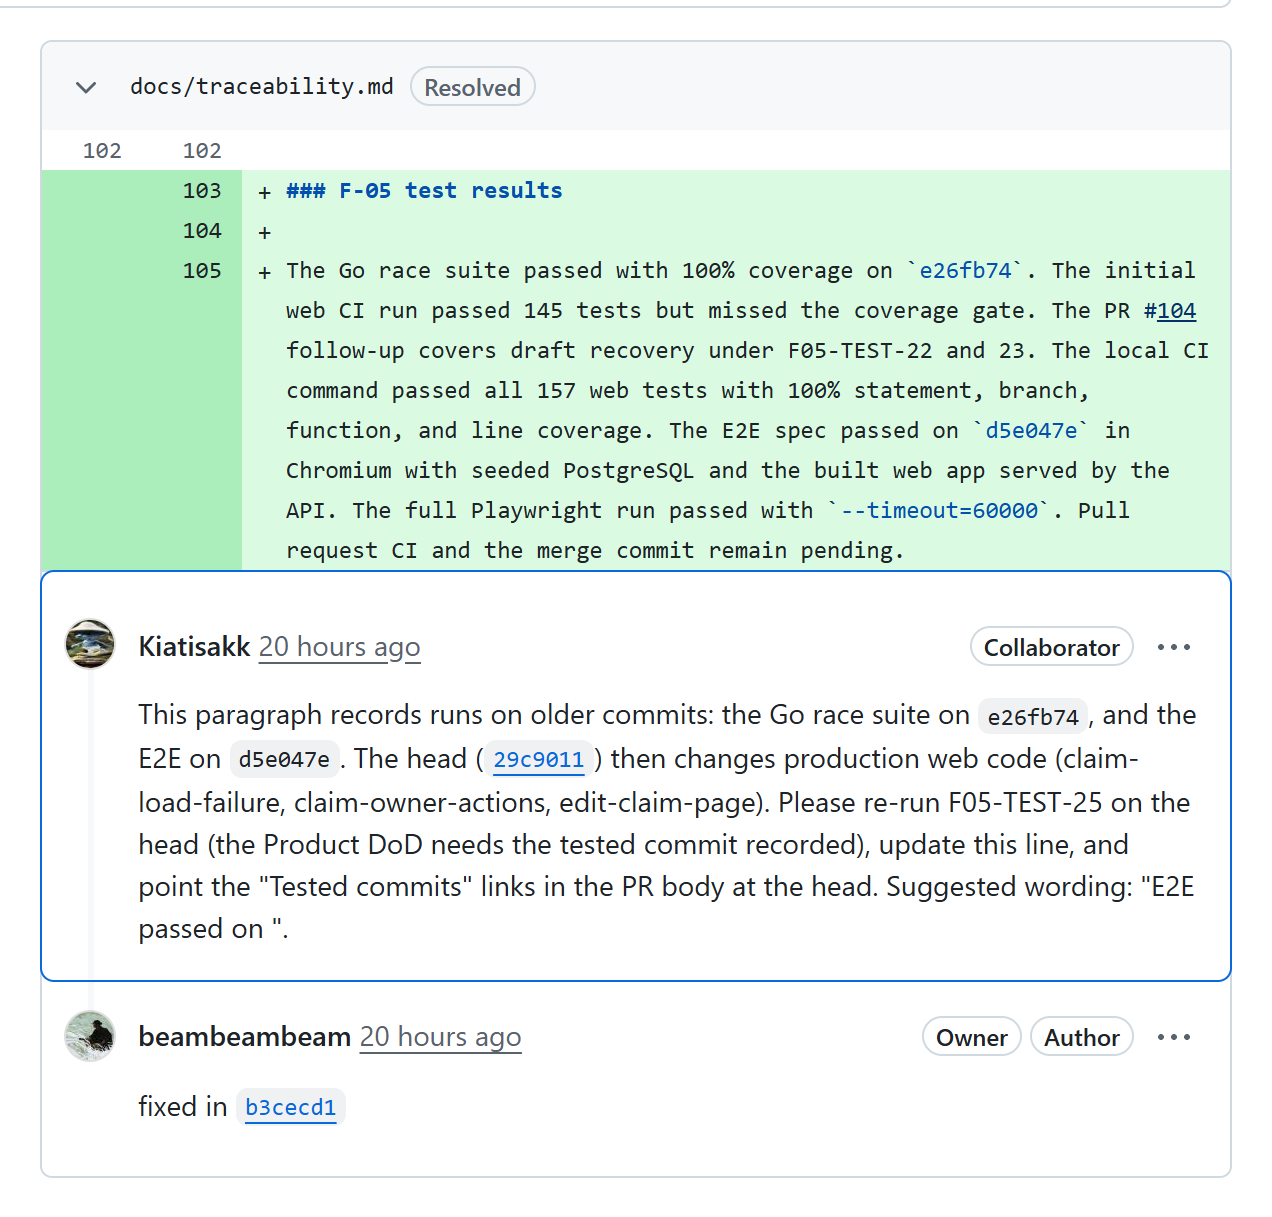 docs/traceability.md Resolved
102 102
103 + ### F-05 test results
104 +
105 + The Go race suite passed with 100% coverage on `e26fb74`. The initial
web CI run passed 145 tests but missed the coverage gate. The PR #104
follow-up covers draft recovery under F05-TEST-22 and 23. The local CI
command passed all 157 web tests with 100% statement, branch,
function, and line coverage. The E2E spec passed on `d5e047e` in
Chromium with seeded PostgreSQL and the built web app served by the
API. The full Playwright run passed with `--timeout=60000`. Pull
request CI and the merge commit remain pending.
Kiatisakk 20 hours ago Collaborator
This paragraph records runs on older commits: the Go race suite on e26fb74, and the
E2E on d5e047e. The head (29c9011) then changes production web code (claim-
load-failure, claim-owner-actions, edit-claim-page). Please re-run F05-TEST-25 on the
head (the Product DoD needs the tested commit recorded), update this line, and
point the "Tested commits" links in the PR body at the head. Suggested wording: "E2E
passed on ".
beambeambeam 20 hours ago Owner Author
fixed in b3cecd1